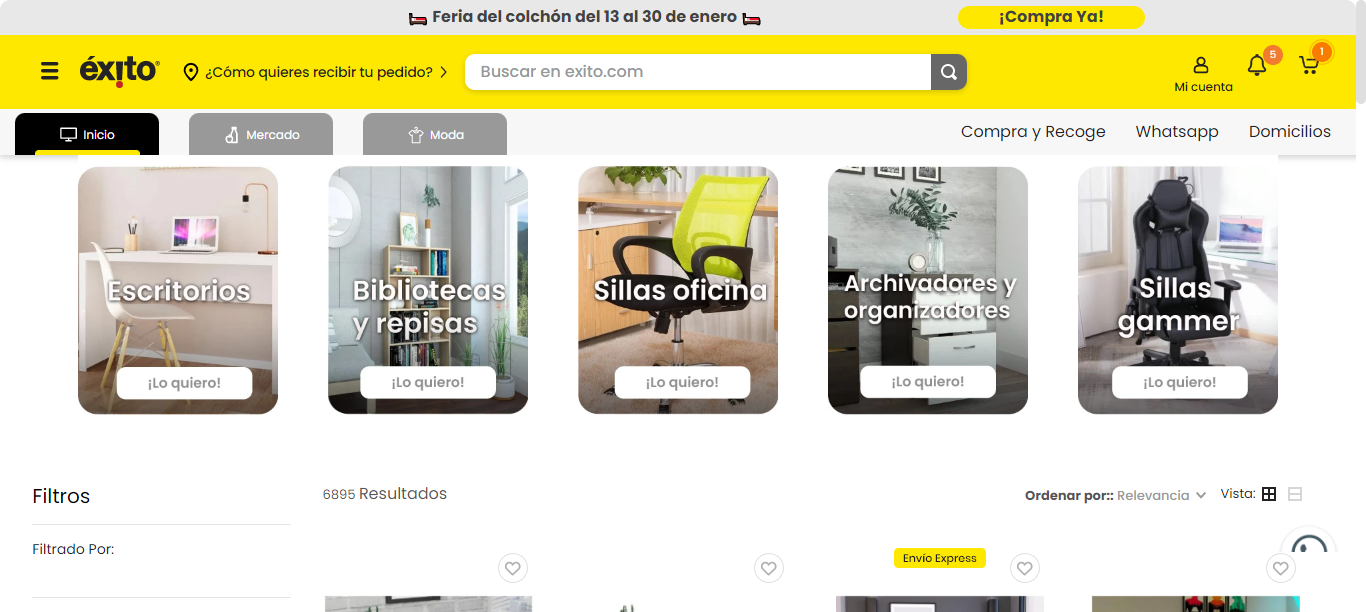 Feria del colchón del 13 al 30 de enero
¡Compra Ya!
éxito
¿Cómo quieres recibir tu pedido?
Buscar en exito.com
Mi cuenta
5
1
Inicio
Mercado
Moda
Compra y Recoge
Whatsapp
Domicilios
Escritorios
¡Lo quiero!
Bibliotecas
y repisas
¡Lo quiero!
Sillas oficina
¡Lo quiero!
Archivadores y
organizadores
¡Lo quiero!
Sillas
gammer
¡Lo quiero!
Filtros
6895 Resultados
Ordenar por:: Relevancia
Vista:
Filtrado Por:
Envío Express